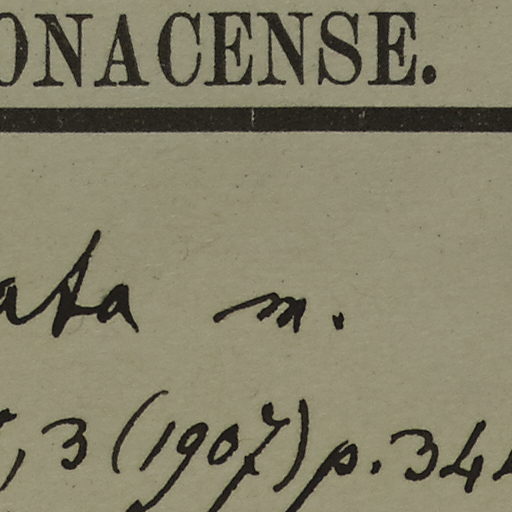 ONACENSE.
ata m.
, 3 (1907) p. 34